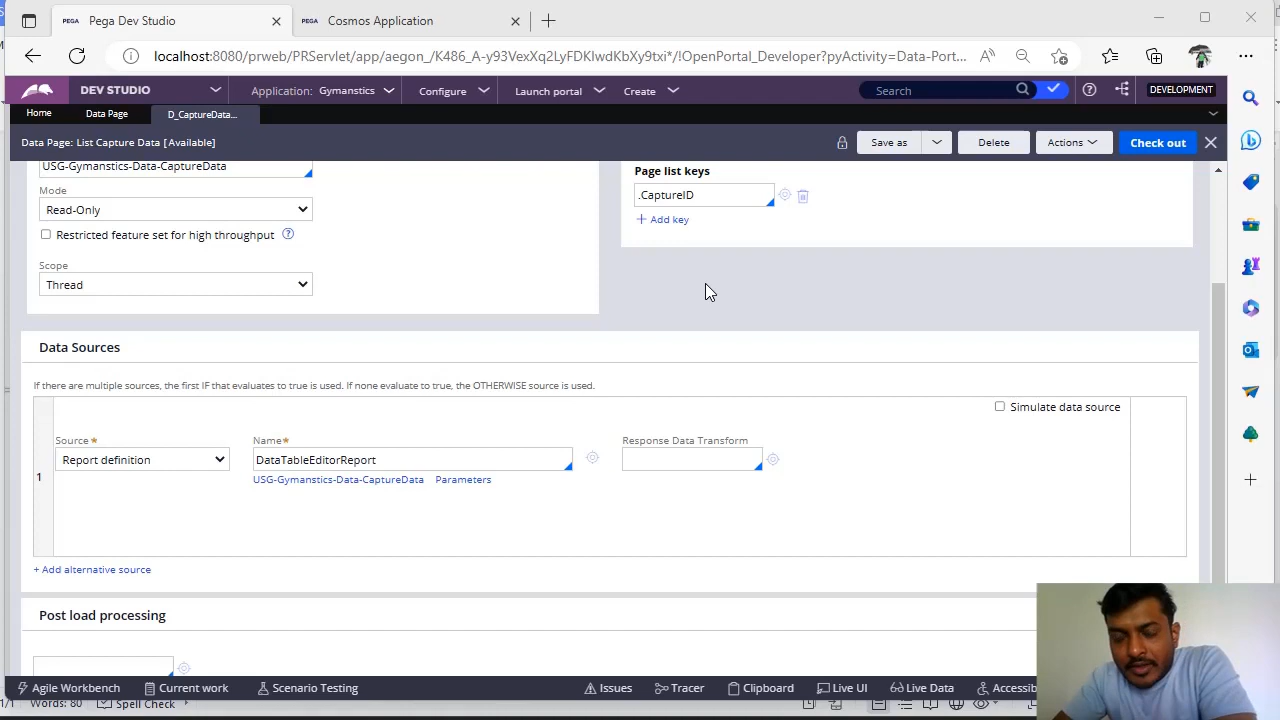 PEGA Pega Dev Studio
PEGA Cosmos Application
localhost:8080/prweb/PRServlet/app/aegon_/K486_A-y93VexXq2LyFDKIwdKbXy9txi*/!OpenPortal_Developer?pyActivity=Data-Port...
DEV STUDIO
Application: Gymanstics
Configure
Launch portal
Create
Search
DEVELOPMENT
Home
Data Page
D_CaptureData...
Data Page: List Capture Data [Available]
Save as
Delete
Actions
Check out
USG-Gymanstics-Data-CaptureData
Page list keys
Mode
.CaptureID
Read-Only
Add key
Restricted feature set for high throughput
Scope
Thread
Data Sources
If there are multiple sources, the first IF that evaluates to true is used. If none evaluate to true, the OTHERWISE source is used.
Simulate data source
Source*
Name*
Response Data Transform
Report definition
DataTableEditorReport
1
USG-Gymanstics-Data-CaptureData
Parameters
+ Add alternative source
Post load processing
Agile Workbench
Current work
Scenario Testing
Issues
Tracer
Clipboard
Live UI
Live Data
Accessib
1/1
Words: 80
Spell Check